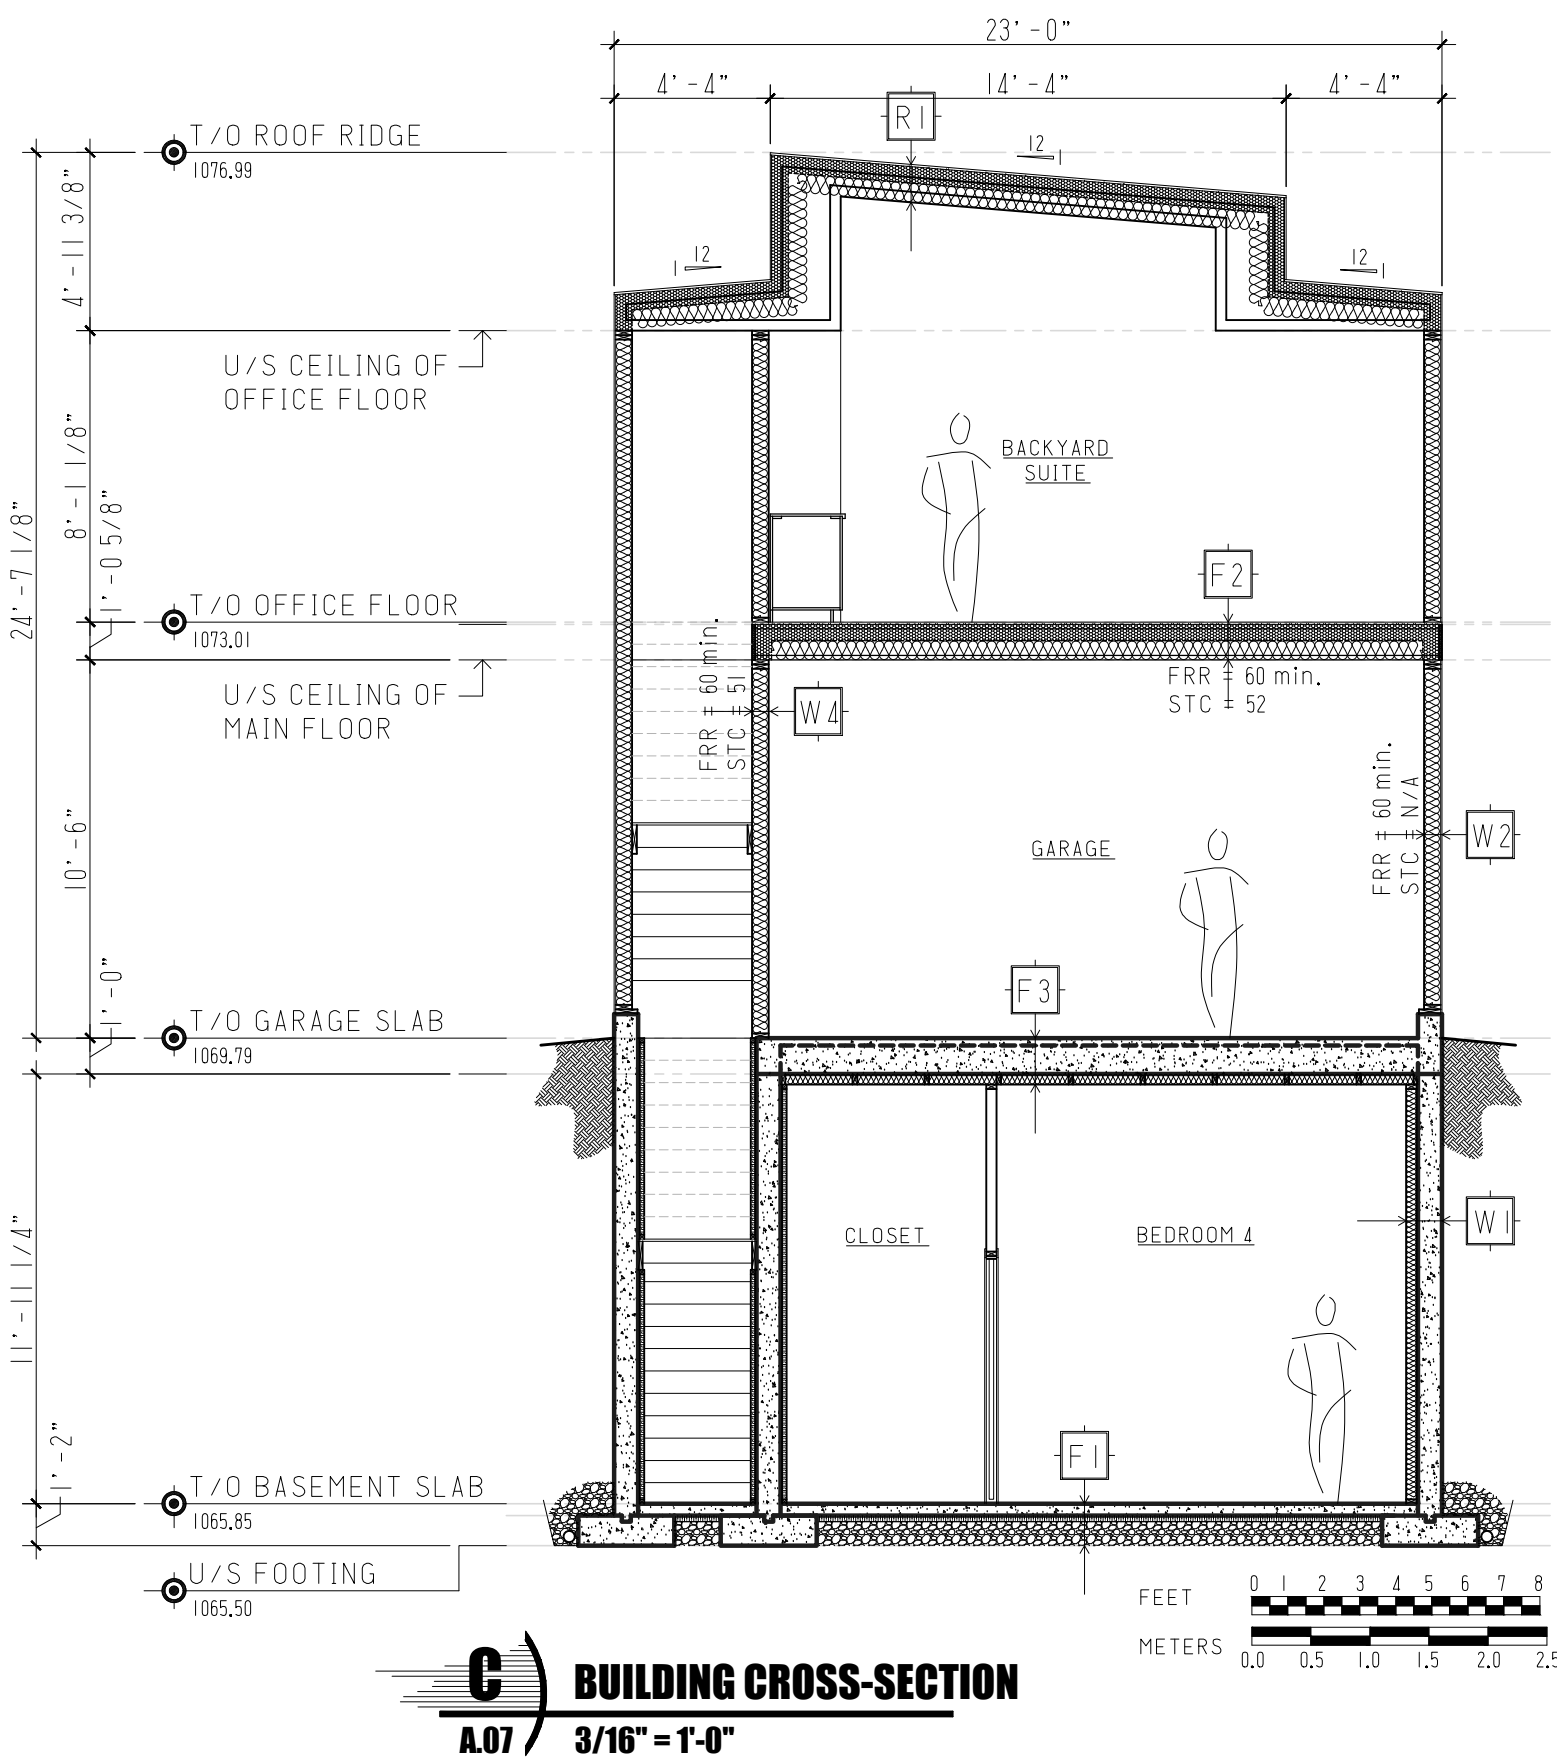 23'-0"
4'-4"
14'-4"
4'-4"
R1
12
1
T/O ROOF RIDGE
1076.99
4'-11 3/8"
12
1
12
1
U/S CEILING OF
OFFICE FLOOR
BACKYARD
SUITE
8'-1 1/8"
24'-7 1/8"
1'-0 5/8"
F2
T/O OFFICE FLOOR
1073.01
U/S CEILING OF
MAIN FLOOR
FRR = 60 min.
STC = 51
W4
FRR = 60 min.
STC = 52
10'-6"
GARAGE
FRR = 60 min.
STC = N/A
W2
1'-0"
F3
T/O GARAGE SLAB
1069.79
CLOSET
BEDROOM 4
W1
11'-11 1/4"
1'-2"
F1
T/O BASEMENT SLAB
1065.85
U/S FOOTING
1065.50
FEET
0 1 2 3 4 5 6 7 8
METERS
0.0 0.5 1.0 1.5 2.0 2.5
C
BUILDING CROSS-SECTION
A.07
3/16" = 1'-0"